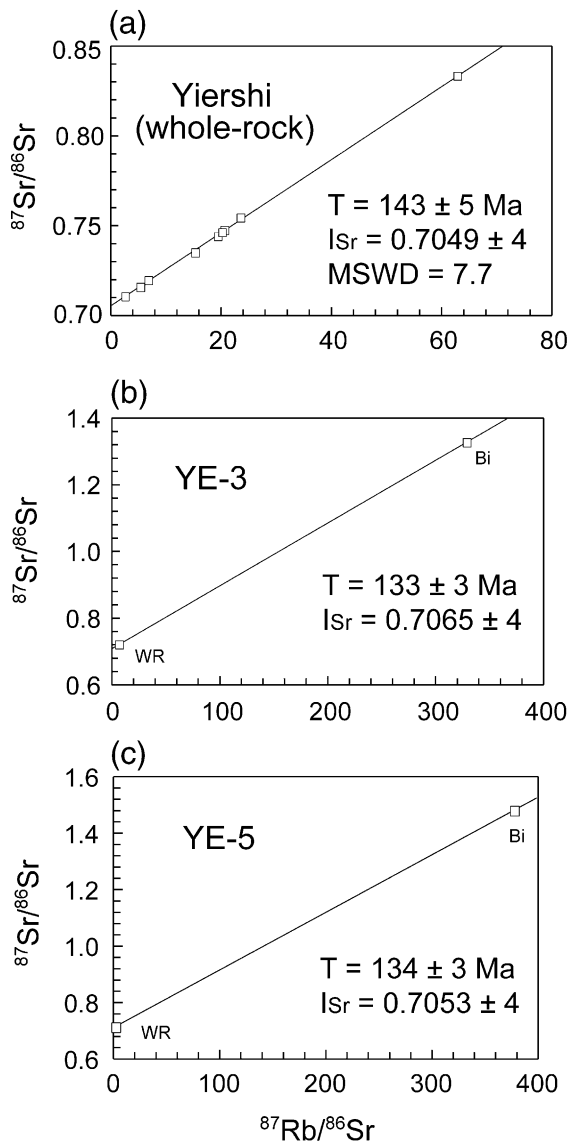 (a)
0.85
0.80
0.75
0.70
⁸⁷Sr/⁸⁶Sr
Yiershi
(whole-rock)
T = 143 ± 5 Ma
ISr = 0.7049 ± 4
MSWD = 7.7
0 20 40 60 80
(b)
1.4
1.2
1.0
0.8
0.6
⁸⁷Sr/⁸⁶Sr
YE-3
Bi
T = 133 ± 3 Ma
ISr = 0.7065 ± 4
WR
0 100 200 300 400
(c)
1.6
1.4
1.2
1.0
0.8
0.6
⁸⁷Sr/⁸⁶Sr
YE-5
Bi
T = 134 ± 3 Ma
ISr = 0.7053 ± 4
WR
0 100 200 300 400
⁸⁷Rb/⁸⁶Sr